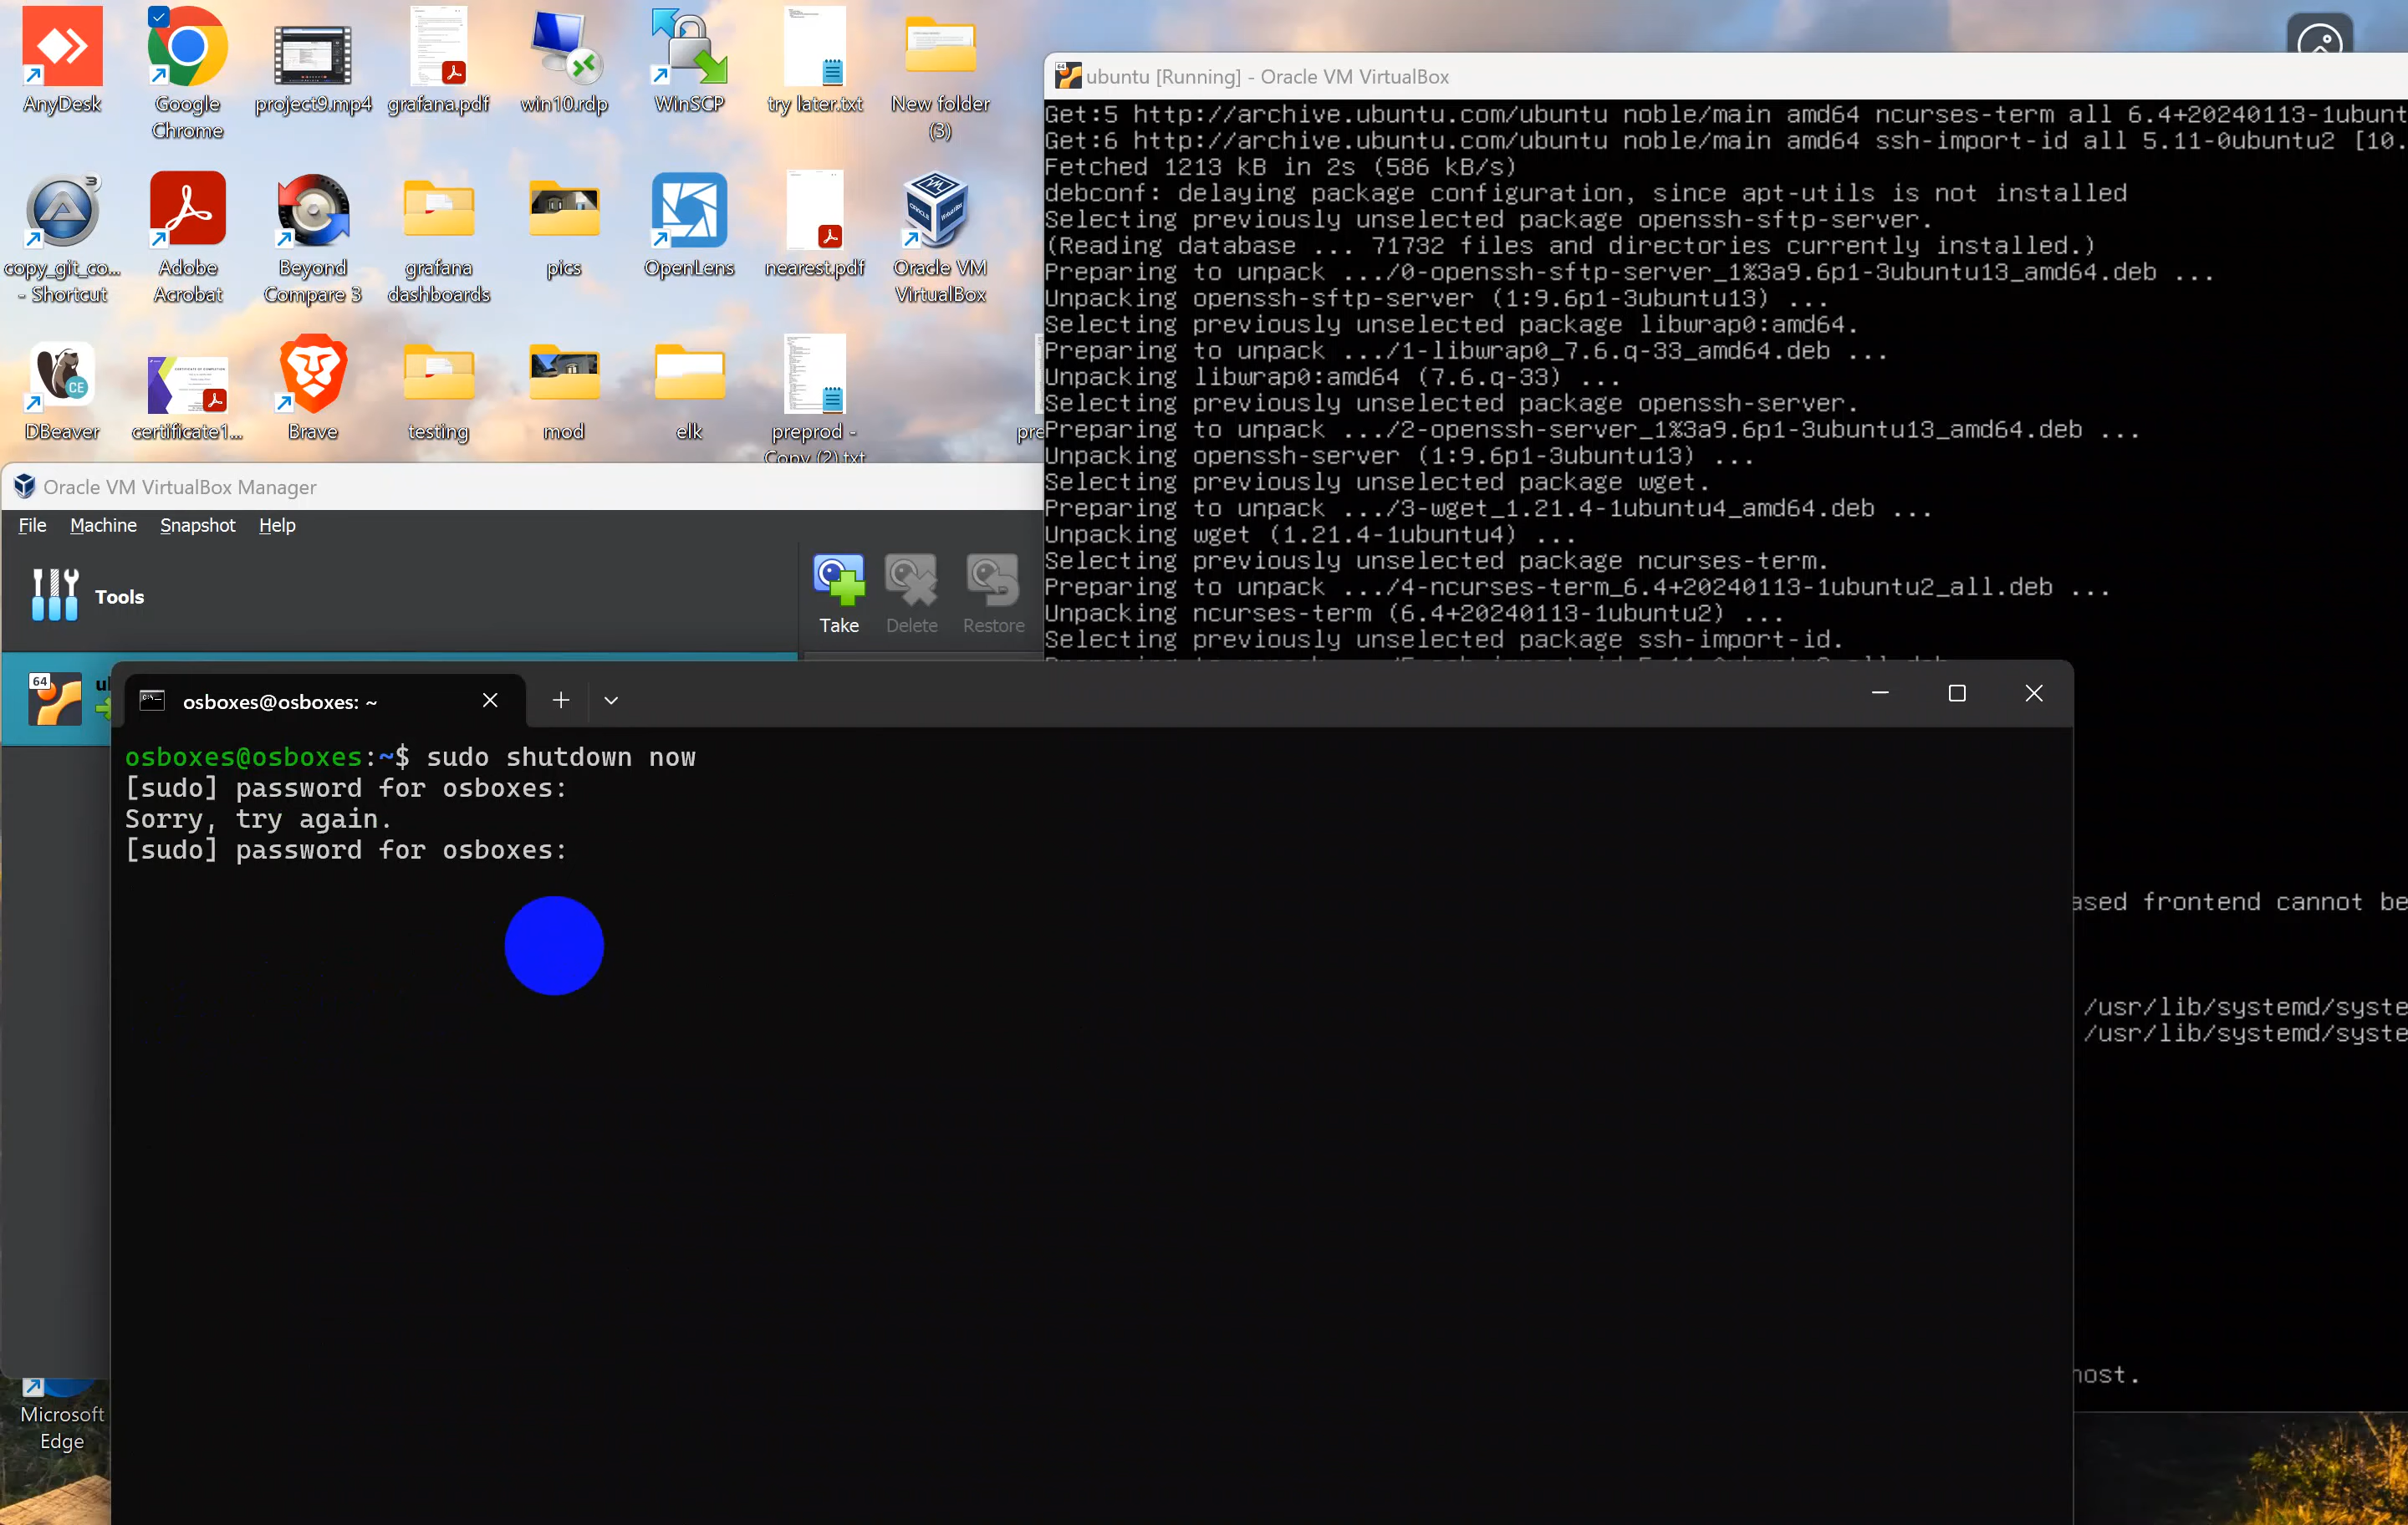 AnyDesk
Google
Chrome
project9.mp4
grafana.pdf
win10.rdp
WinSCP
try later.txt
New folder
(3)
copy_git_co...
- Shortcut
Adobe
Acrobat
Beyond
Compare 3
grafana
dashboards
pics
OpenLens
nearest.pdf
Oracle VM
VirtualBox
DBeaver
certificate1...
Brave
testing
mod
elk
preprod -
Copy (2).txt
pre
ubuntu [Running] - Oracle VM VirtualBox
Get:5 http://archive.ubuntu.com/ubuntu noble/main amd64 ncurses-term all 6.4+20240113-1ubunt
Get:6 http://archive.ubuntu.com/ubuntu noble/main amd64 ssh-import-id all 5.11-0ubuntu2 [10.
Fetched 1213 kB in 2s (586 kB/s)
debconf: delaying package configuration, since apt-utils is not installed
Selecting previously unselected package openssh-sftp-server.
(Reading database ... 71732 files and directories currently installed.)
Preparing to unpack .../0-openssh-sftp-server_1%3a9.6p1-3ubuntu13_amd64.deb ...
Unpacking openssh-sftp-server (1:9.6p1-3ubuntu13) ...
Selecting previously unselected package libwrap0:amd64.
Preparing to unpack .../1-libwrap0_7.6.q-33_amd64.deb ...
Unpacking libwrap0:amd64 (7.6.q-33) ...
Selecting previously unselected package openssh-server.
Preparing to unpack .../2-openssh-server_1%3a9.6p1-3ubuntu13_amd64.deb ...
Unpacking openssh-server (1:9.6p1-3ubuntu13) ...
Selecting previously unselected package wget.
Preparing to unpack .../3-wget_1.21.4-1ubuntu4_amd64.deb ...
Unpacking wget (1.21.4-1ubuntu4) ...
Selecting previously unselected package ncurses-term.
Preparing to unpack .../4-ncurses-term_6.4+20240113-1ubuntu2_all.deb ...
Unpacking ncurses-term (6.4+20240113-1ubuntu2) ...
Selecting previously unselected package ssh-import-id.
ased frontend cannot be
/usr/lib/systemd/syste
/usr/lib/systemd/syste
host.
Oracle VM VirtualBox Manager
File Machine Snapshot Help
Tools
Take Delete Restore
64
osboxes@osboxes: ~
osboxes@osboxes:~$ sudo shutdown now
[sudo] password for osboxes:
Sorry, try again.
[sudo] password for osboxes:
Microsoft
Edge